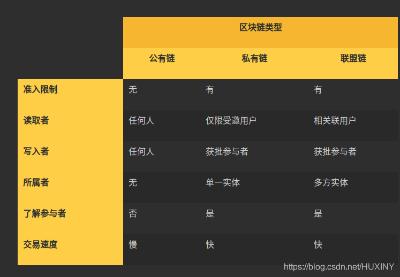 区块链类型
公有链 私有链 联盟链
准入限制 无 有 有
读取者 任何人 仅限受邀用户 相关联用户
写入者 任何人 获批参与者 获批参与者
所属者 无 单一实体 多方实体
了解参与者 否 是 是
交易速度 慢 快 快
https://blog.csdn.net/HUXINY